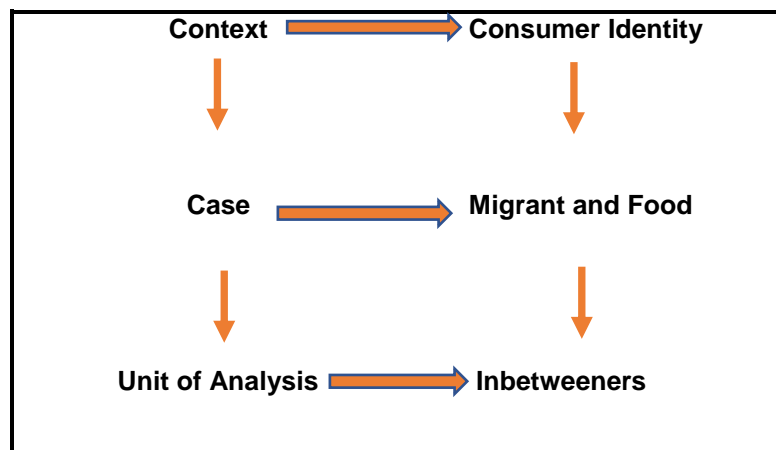 Context Consumer Identity
Case Migrant and Food
Unit of Analysis Inbetweeners